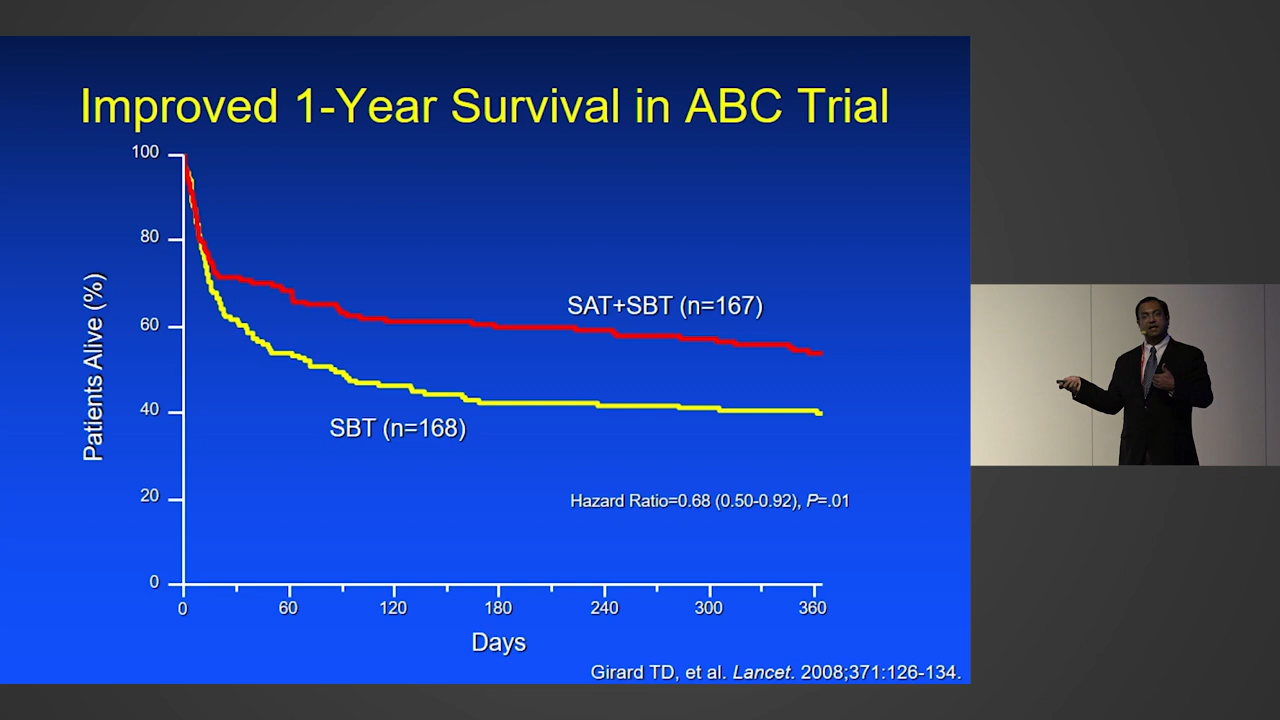 Improved 1-Year Survival in ABC Trial
100
80
60
40
20
0
Patients Alive (%)
SAT+SBT (n=167)
SBT (n=168)
Hazard Ratio=0.68 (0.50-0.92), P=.01
0 60 120 180 240 300 360
Days
Girard TD, et al. Lancet. 2008;371:126-134.